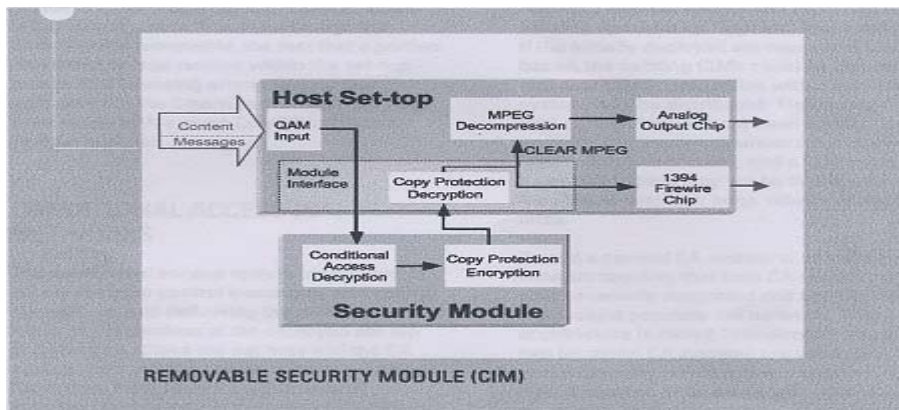 Host Set-top
Content
Messages
QAM
Input
MPEG
Decompression
Analog
Output Chip
CLEAR MPEG
Module
Interface
Copy Protection
Decryption
1394
Firewire
Chip
Conditional
Access
Decryption
Copy Protection
Encryption
Security Module
REMOVABLE SECURITY MODULE (CIM)